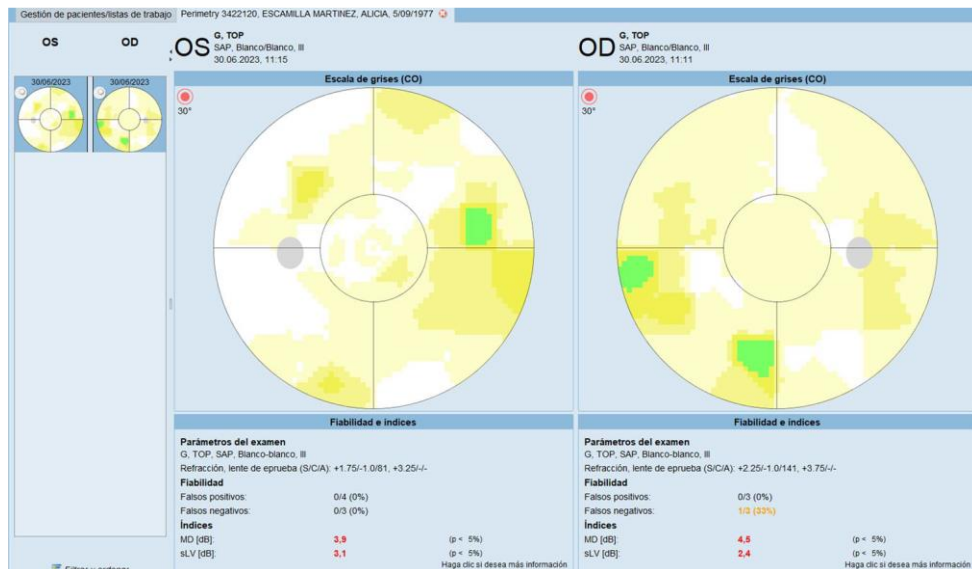 Gestión de pacientes/listas de trabajo
Perimetry 3422120, ESCAMILLA MARTINEZ, ALICIA, 5/09/1977
OS
OD
30/06/2023
30/06/2023
OS
G, TOP
SAP, Blanco/Blanco, III
30.06.2023, 11:15
Escala de grises (CO)
30°
Fiabilidad e indices
Parámetros del examen
G, TOP, SAP, Blanco-blanco, III
Refracción, lente de eprueba (S/C/A): +1.75/-1.0/81, +3.25/-/-
Fiabilidad
Falsos positivos: 0/4 (0%)
Falsos negativos: 0/3 (0%)
Índices
MD [dB]: 3,9 (p < 5%)
sLV [dB]: 3,1 (p < 5%)
Haga clic si desea más información
OD
G, TOP
SAP, Blanco/Blanco, III
30.06.2023, 11:11
Escala de grises (CO)
30°
Fiabilidad e indices
Parámetros del examen
G, TOP, SAP, Blanco-blanco, III
Refracción, lente de eprueba (S/C/A): +2.25/-1.0/141, +3.75/-/-
Fiabilidad
Falsos positivos: 0/3 (0%)
Falsos negativos: 1/3 (33%)
Índices
MD [dB]: 4,5 (p < 5%)
sLV [dB]: 2,4 (p < 5%)
Haga clic si desea más información